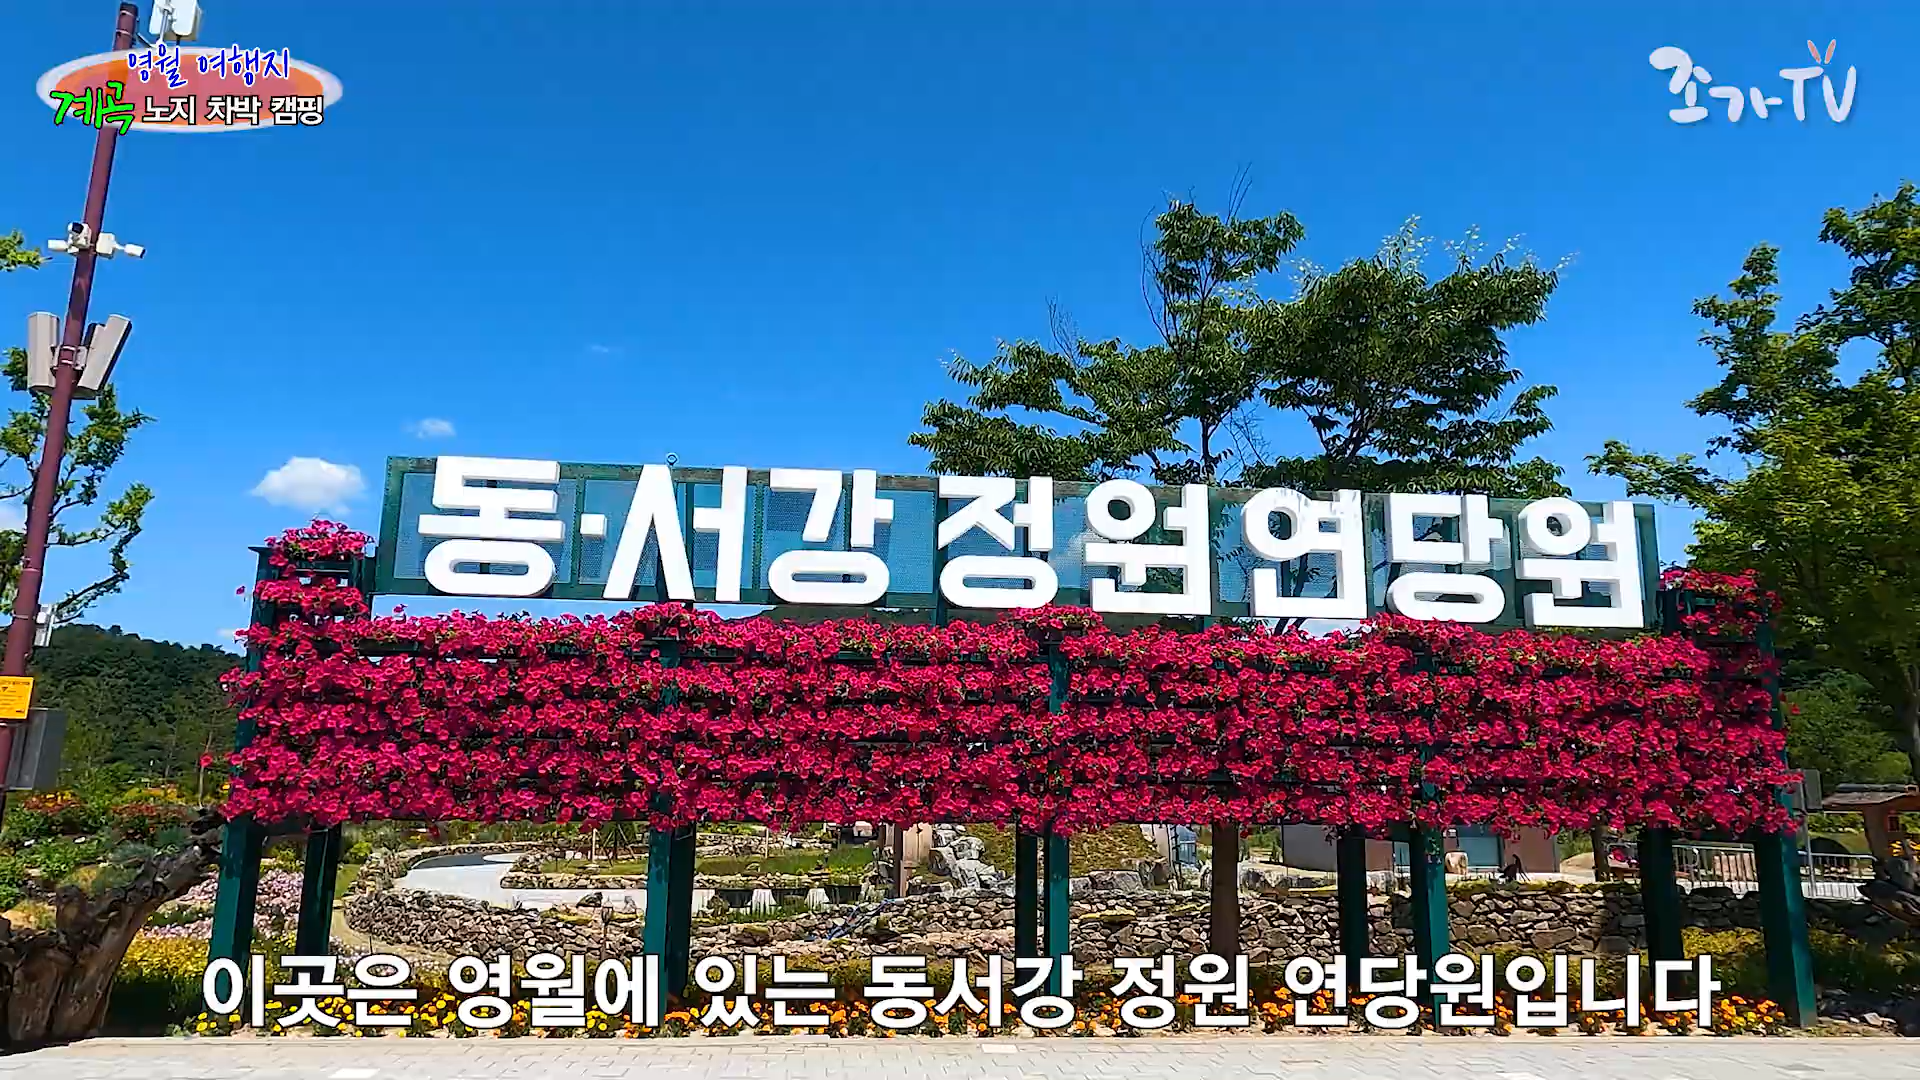 영월 여행지
계곡 노지 차박 캠핑
조가TV
동·서강정원연당원
이곳은 영월에 있는 동서강 정원 연당원입니다